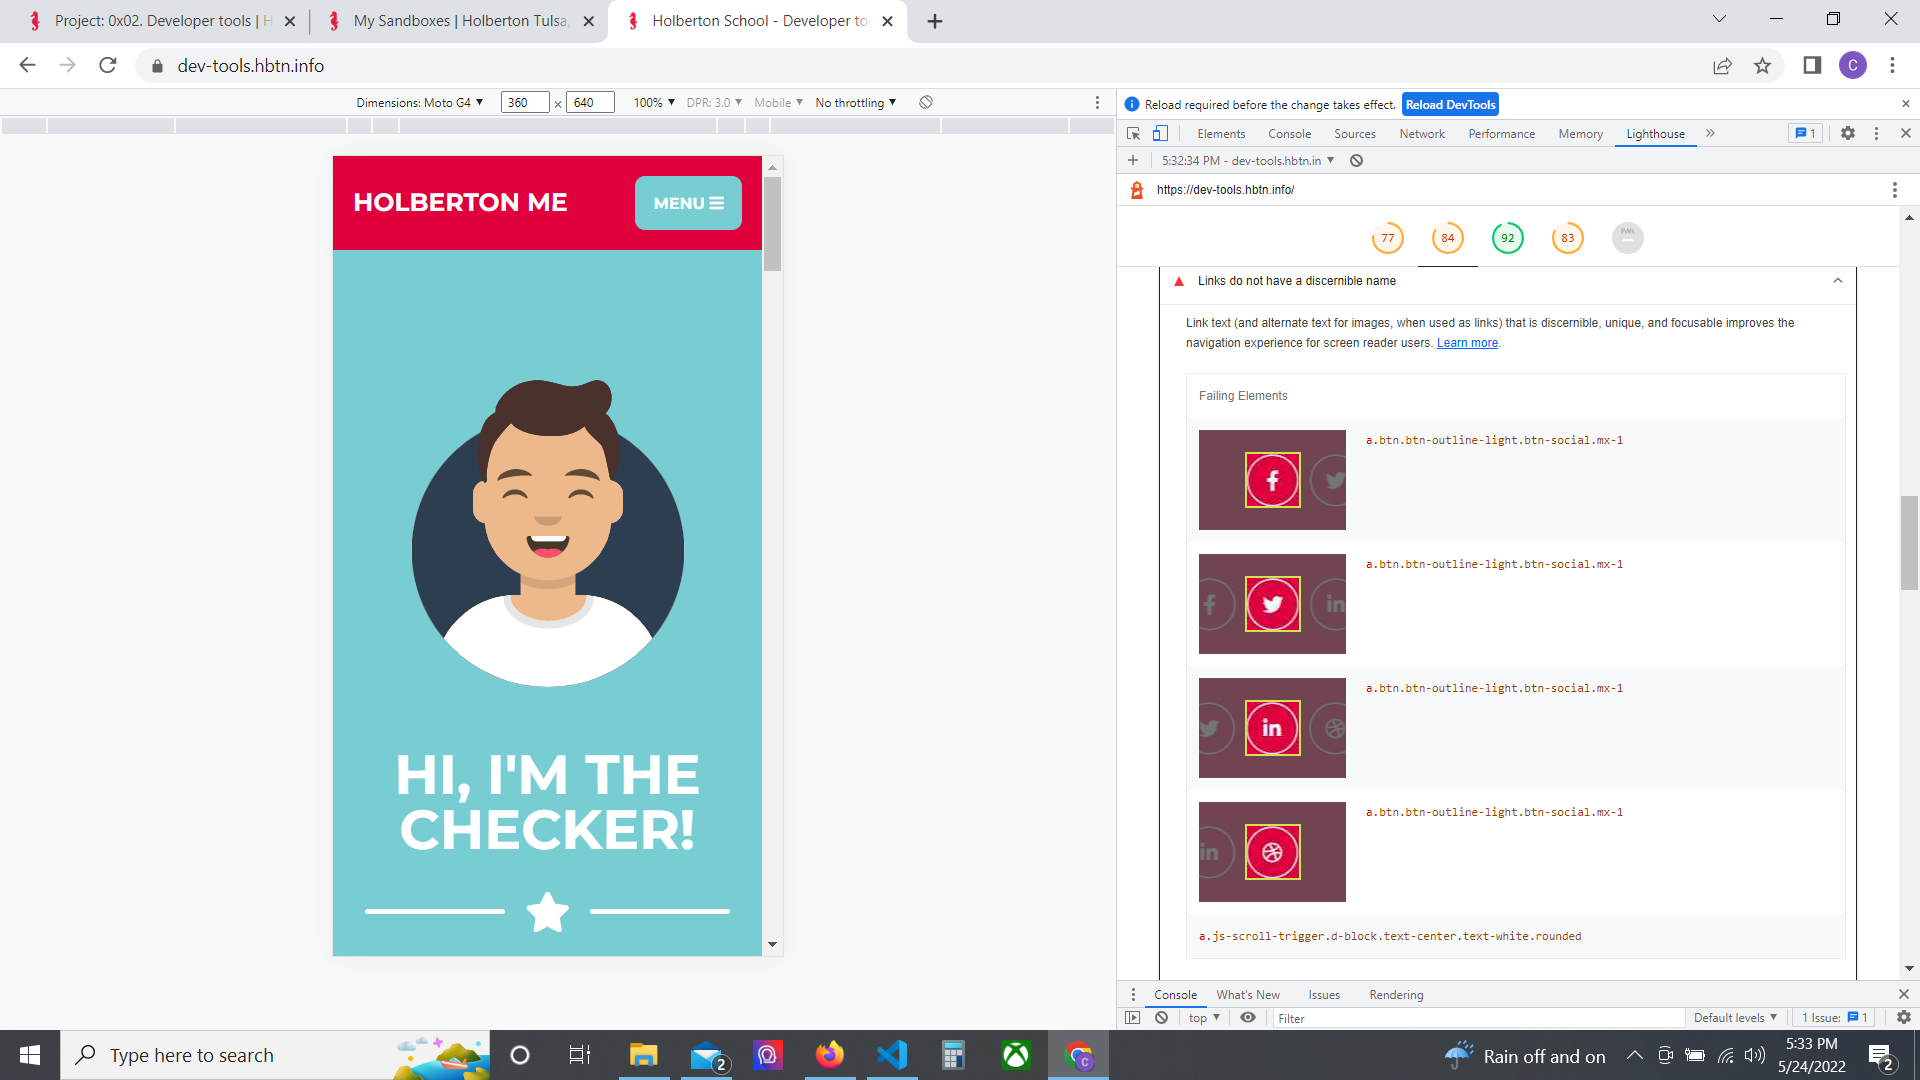 Project: 0x02. Developer tools | H
My Sandboxes | Holberton Tulsa,
Holberton School - Developer to
dev-tools.hbtn.info
C
Dimensions: Moto G4 360 × 640 100% DPR: 3.0 Mobile No throttling
Reload required before the change takes effect. Reload DevTools
Elements Console Sources Network Performance Memory Lighthouse 1
5:32:34 PM - dev-tools.hbtn.in
https://dev-tools.hbtn.info/
77 84 92 83 PWA
HOLBERTON ME
MENU
HI, I'M THE
CHECKER!
Links do not have a discernible name
Link text (and alternate text for images, when used as links) that is discernible, unique, and focusable improves the
navigation experience for screen reader users. Learn more.
Failing Elements
a.btn.btn-outline-light.btn-social.mx-1
a.btn.btn-outline-light.btn-social.mx-1
a.btn.btn-outline-light.btn-social.mx-1
a.btn.btn-outline-light.btn-social.mx-1
a.js-scroll-trigger.d-block.text-center.text-white.rounded
Console What's New Issues Rendering
top Filter Default levels 1 Issue: 1
Type here to search
2
C
Rain off and on
5:33 PM
5/24/2022
2